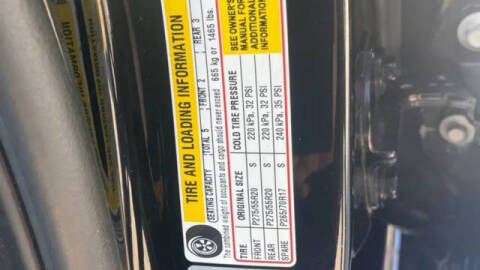 TIRE AND LOADING INFORMATION
SEATING CAPACITY TOTAL 5 FRONT 2 REAR 3
The combined weight of occupants and cargo should never exceed 665 kg or 1465 lbs.
TIRE ORIGINAL SIZE COLD TIRE PRESSURE
FRONT P275/55R20 S 220 kPa, 32 PSI
REAR P275/55R20 S 220 kPa, 32 PSI
SPARE P265/70R17 S 240 kPa, 35 PSI
SEE OWNER'S
MANUAL FOR
ADDITIONAL
INFORMATION